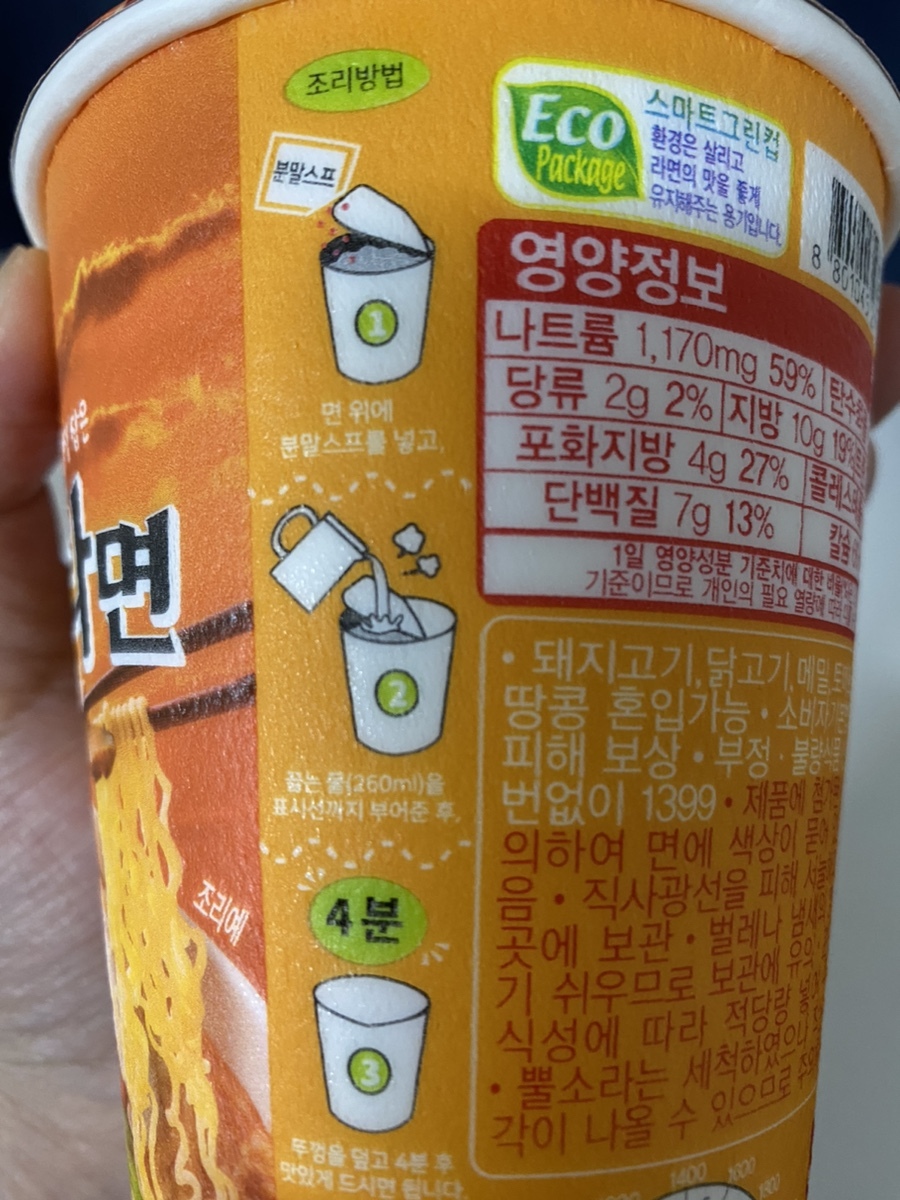 조리방법
분말스프
1
면 위에
분말스프를 넣고,
2
끓는 물(260ml)을
표시선까지 부어준 후,
4분
3
뚜껑을 덮고 4분 후
맛있게 드시면 됩니다.
면
조리예
Eco
Package
스마트그린컵
환경은 살리고
라면의 맛을 좋게
유지해주는 용기입니다.
영양정보
나트륨 1,170mg 59%
당류 2g 2% 지방 10g 19%
포화지방 4g 27%
단백질 7g 13%
1일 영양성분 기준치에 대한
기준이므로 개인의 필요 열량에 따라
• 돼지고기, 닭고기, 메밀,
땅콩 혼입가능 • 소비자
피해 보상 • 부정 · 불량식품
번없이 1399 • 제품에
의하여 면에 색상이
음 • 직사광선을 피해
곳에 보관 • 벌레나 냄새
기 쉬우므로 보관에 유의
식성에 따라 적당량
• 뿔소라는 세척하였으나
각이 나올 수 있으므로
1400 1600
1800